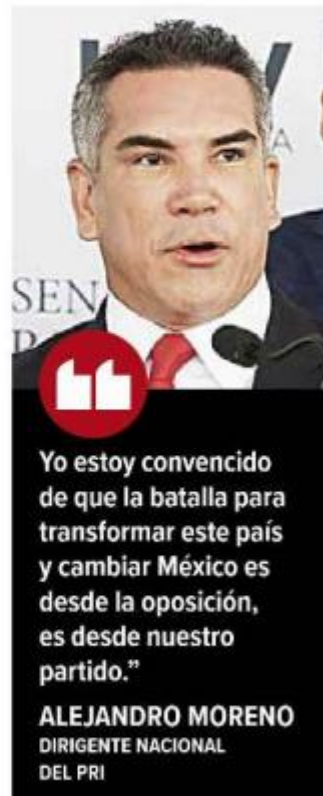 SEN
Yo estoy convencido
de que la batalla para
transformar este país
y cambiar México es
desde la oposición,
es desde nuestro
partido.”
ALEJANDRO MORENO
DIRIGENTE NACIONAL
DEL PRI